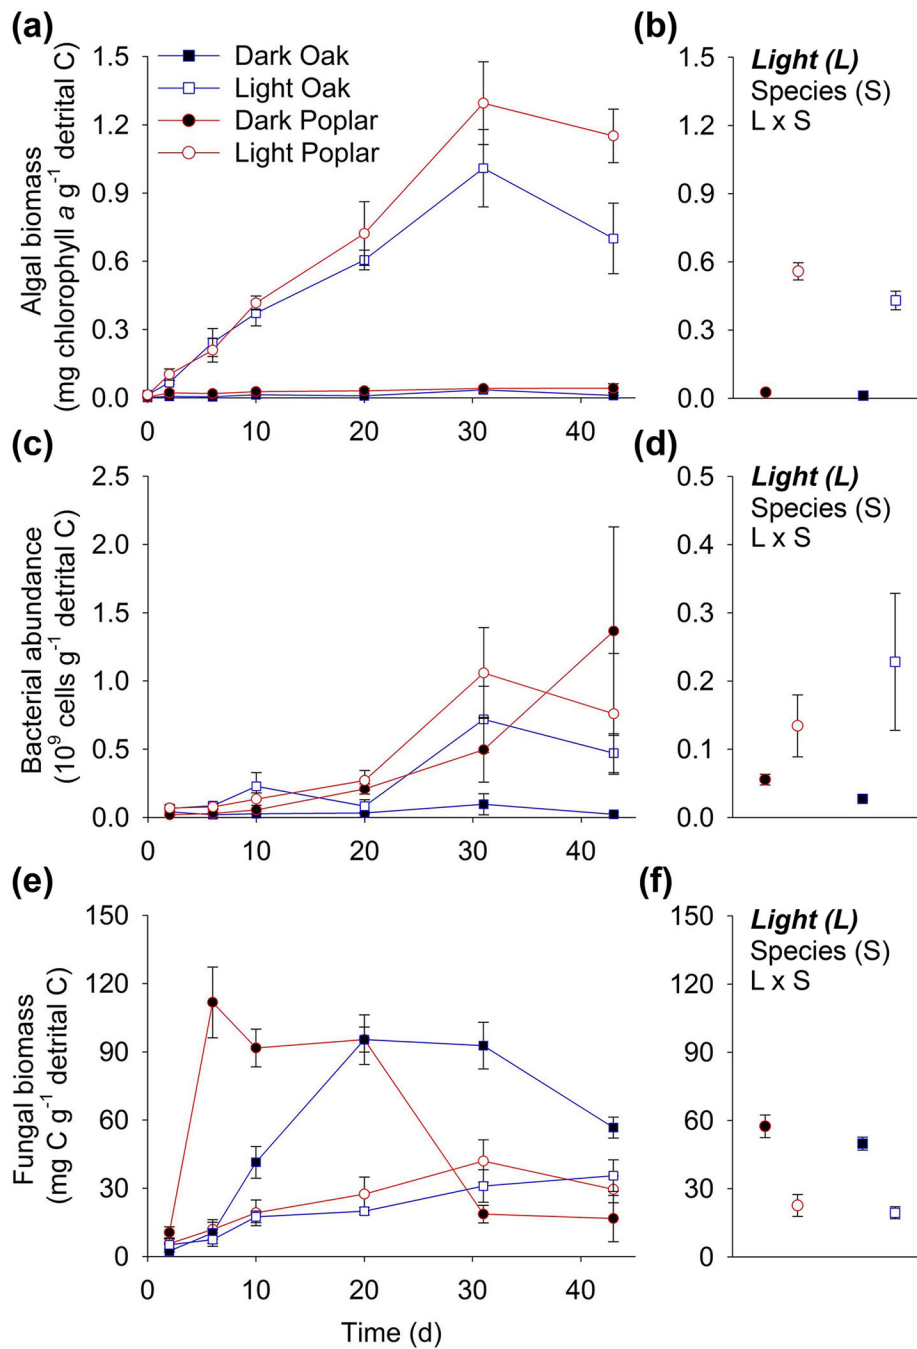 (a)
Dark Oak
Light Oak
Dark Poplar
Light Poplar
Algal biomass
(mg chlorophyll a g⁻¹ detrital C)
1.5
1.2
0.9
0.6
0.3
0.0
0 10 20 30 40
(b)
Light (L)
Species (S)
L x S
1.5
1.2
0.9
0.6
0.3
0.0
(c)
Bacterial abundance
(10⁹ cells g⁻¹ detrital C)
2.5
2.0
1.5
1.0
0.5
0.0
0 10 20 30 40
(d)
Light (L)
Species (S)
L x S
0.5
0.4
0.3
0.2
0.1
0.0
(e)
Fungal biomass
(mg C g⁻¹ detrital C)
150
120
90
60
30
0
0 10 20 30 40
Time (d)
(f)
Light (L)
Species (S)
L x S
150
120
90
60
30
0